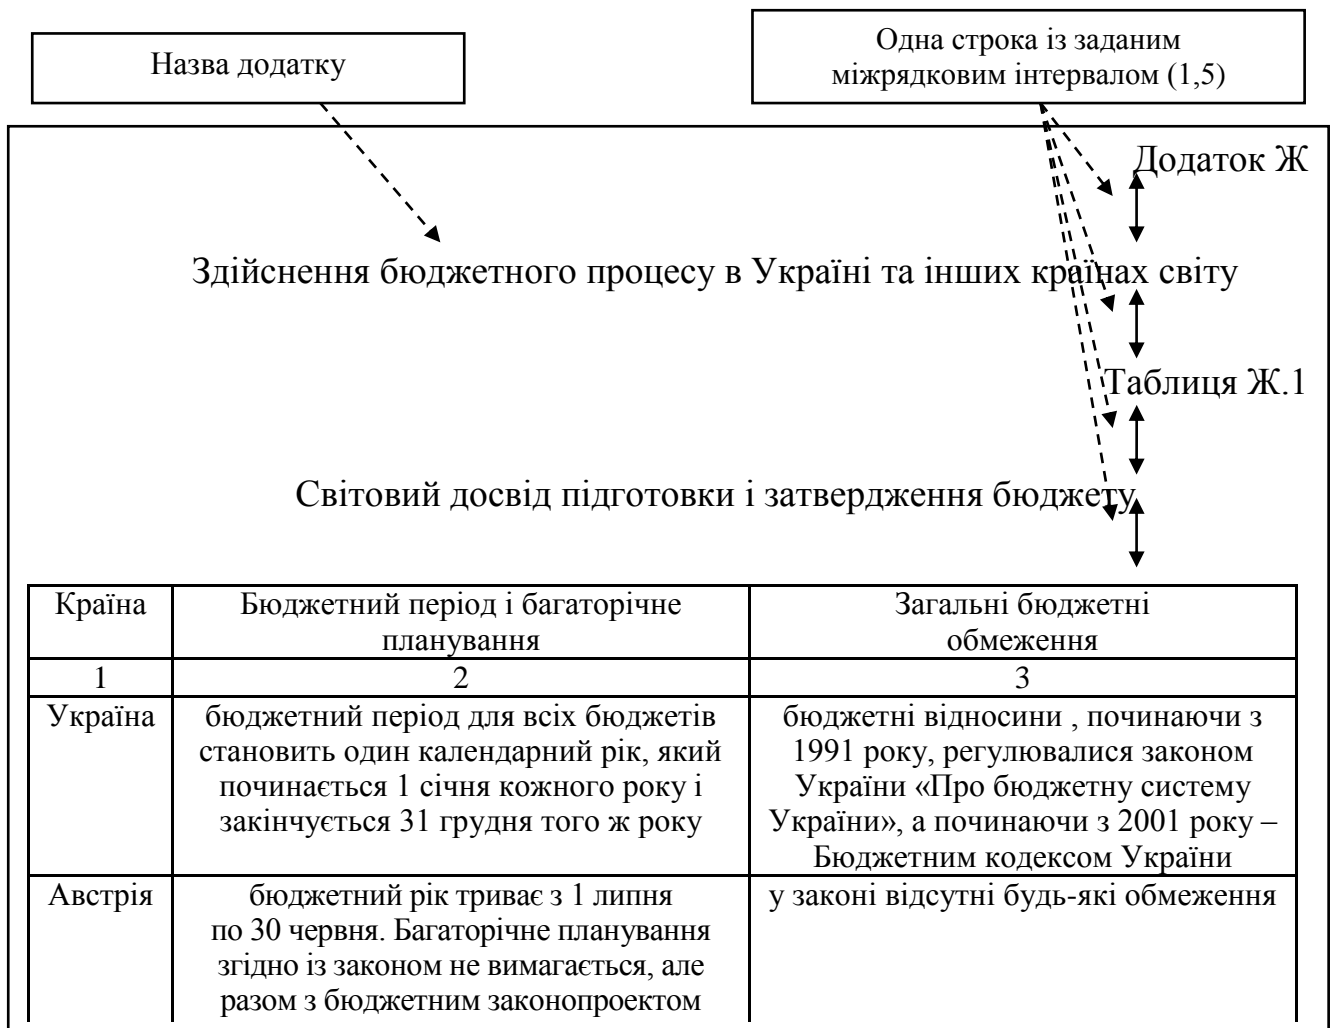 Назва додатку
Одна строка із заданим
міжрядковим інтервалом (1,5)
Додаток Ж
Здійснення бюджетного процесу в Україні та інших країнах світу
Таблиця Ж.1
Світовий досвід підготовки і затвердження бюджету
Країна
Бюджетний період і багаторічне
планування
Загальні бюджетні
обмеження
1
2
3
Україна
бюджетний період для всіх бюджетів
становить один календарний рік, який
починається 1 січня кожного року і
закінчується 31 грудня того ж року
бюджетні відносини , починаючи з
1991 року, регулювалися законом
України «Про бюджетну систему
України», а починаючи з 2001 року –
Бюджетним кодексом України
Австрія
бюджетний рік триває з 1 липня
по 30 червня. Багаторічне планування
згідно із законом не вимагається, але
разом з бюджетним законопроектом
у законі відсутні будь-які обмеження